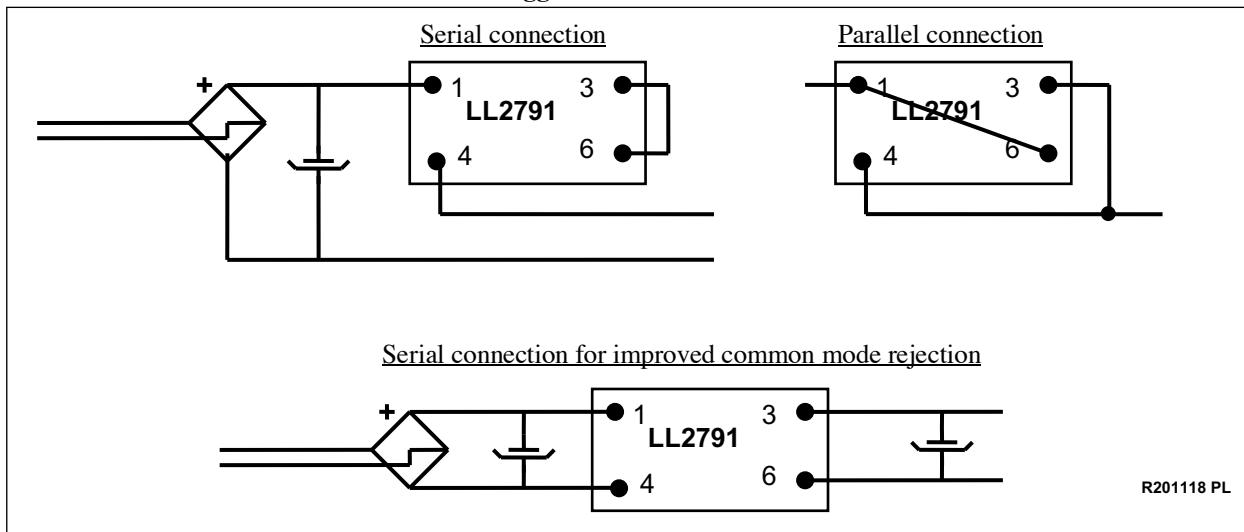 Serial connection
Parallel connection
+
1
3
LL2791
4
6
1
3
LL2791
4
6
Serial connection for improved common mode rejection
+
1
3
LL2791
4
6
R201118 PL